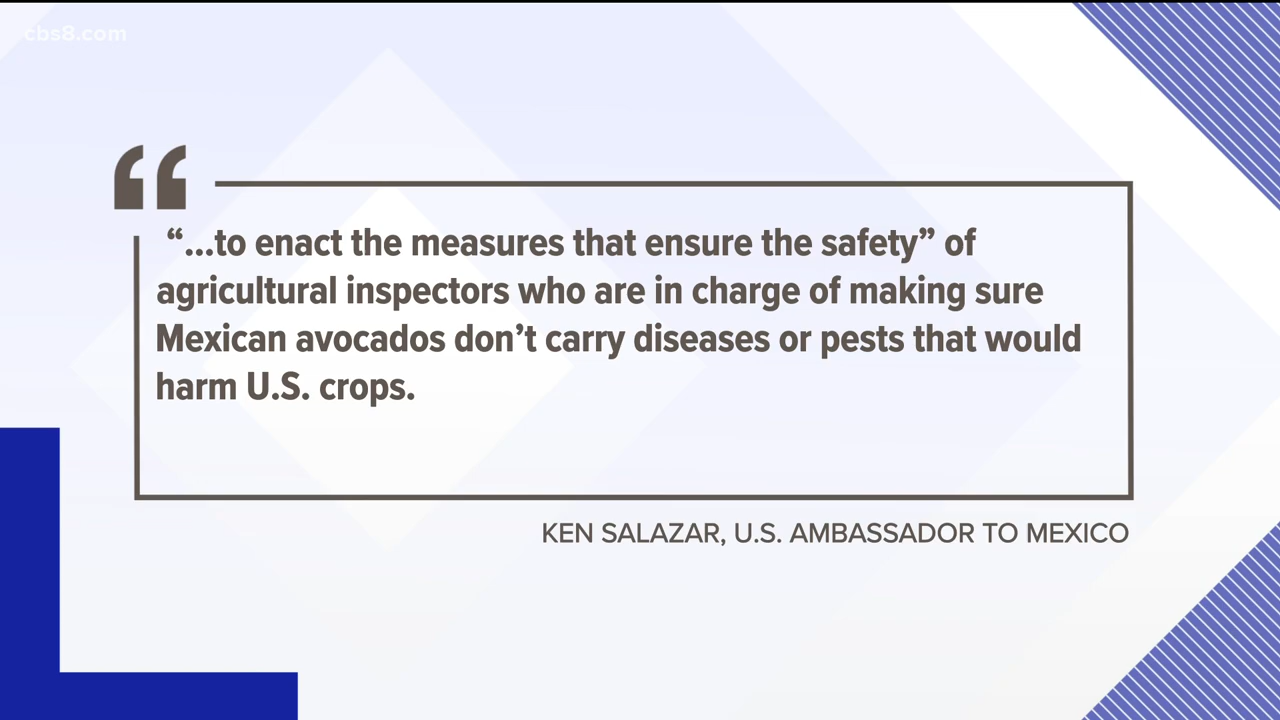 cbs8.com
“...to enact the measures that ensure the safety” of
agricultural inspectors who are in charge of making sure
Mexican avocados don’t carry diseases or pests that would
harm U.S. crops.
KEN SALAZAR, U.S. AMBASSADOR TO MEXICO